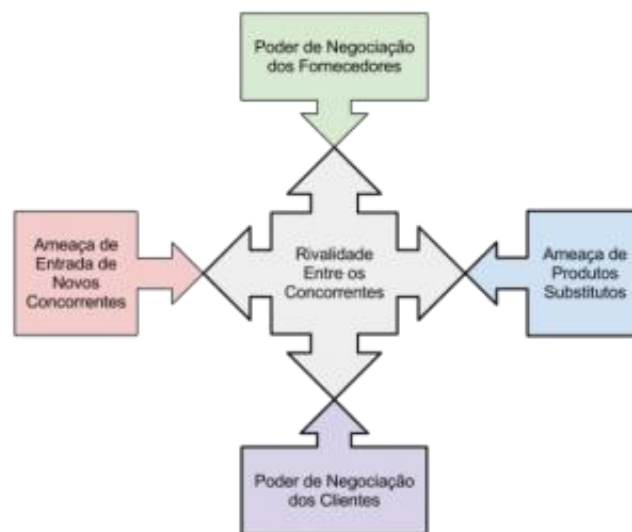 Poder de Negociação
dos Fornecedores
Ameaça de
Entrada de
Novos
Concorrentes
Rivalidade
Entre os
Concorrentes
Ameaça de
Produtos
Substitutos
Poder de Negociação
dos Clientes